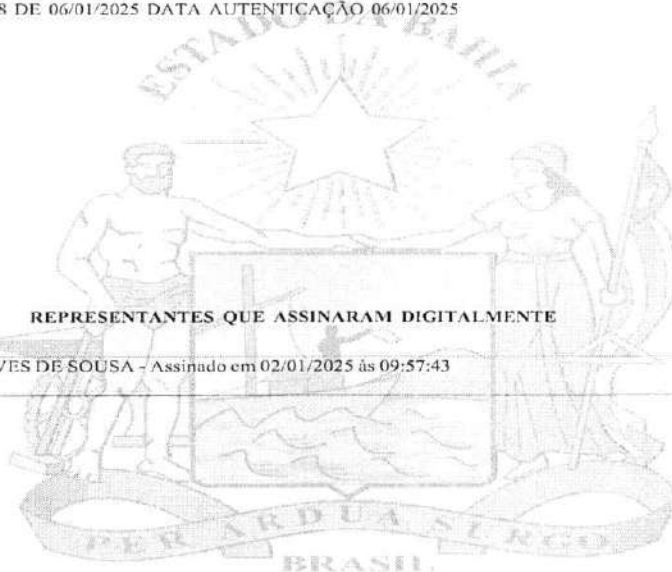 8 DE 06/01/2025 DATA AUTENTICAÇÃO 06/01/2025
ESTADO DA BAHIA
REPRESENTANTES QUE ASSINARAM DIGITALMENTE
VES DE SOUSA - Assinado em 02/01/2025 às 09:57:43
PER ARDUA SURGO
BRASIL